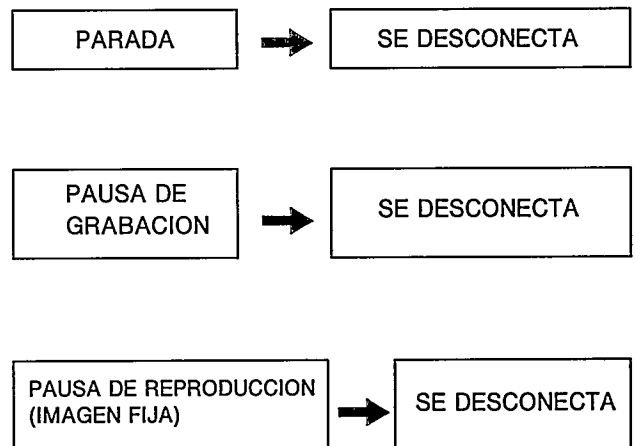 PARADA
SE DESCONECTA
PAUSA DE
GRABACION
SE DESCONECTA
PAUSA DE REPRODUCCION
(IMAGEN FIJA)
SE DESCONECTA